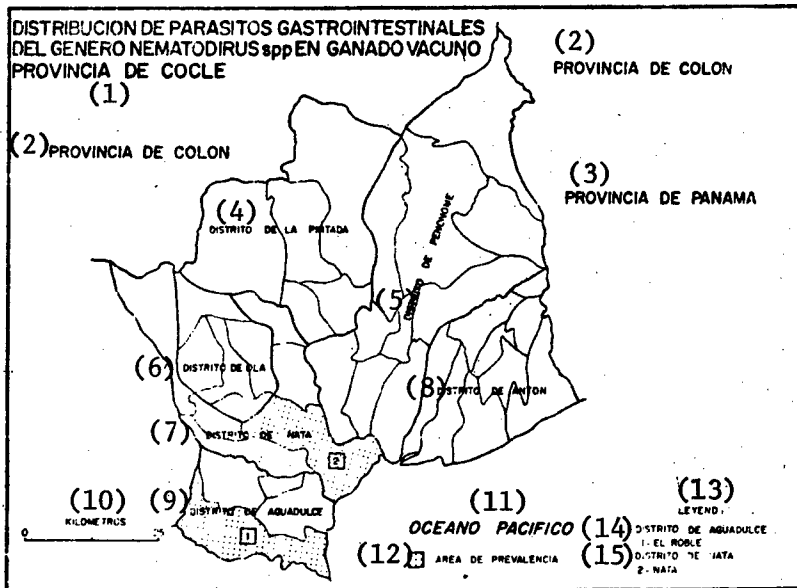 DISTRIBUCION DE PARASITOS GASTROINTESTINALES
DEL GENERO NEMATODIRUS spp EN GANADO VACUNO
PROVINCIA DE COCLE
(1)
(2)
PROVINCIA DE COLON
(2) PROVINCIA DE COLON
(3)
PROVINCIA DE PANAMA
(4)
DISTRITO DE LA PINTADA
(5)
DISTRITO DE PENONOME
(6) DISTRITO DE OLA
(8) DISTRITO DE ANTON
(7) DISTRITO DE NATA
2
(9) DISTRITO DE AGUADULCE
1
(10)
KILOMETROS
0 25
(11)
OCEANO PACIFICO
(12) AREA DE PREVALENCIA
(13)
(14) DISTRITO DE AGUADULCE
1 - EL ROBLE
(15) DISTRITO DE NATA
2 - NATA